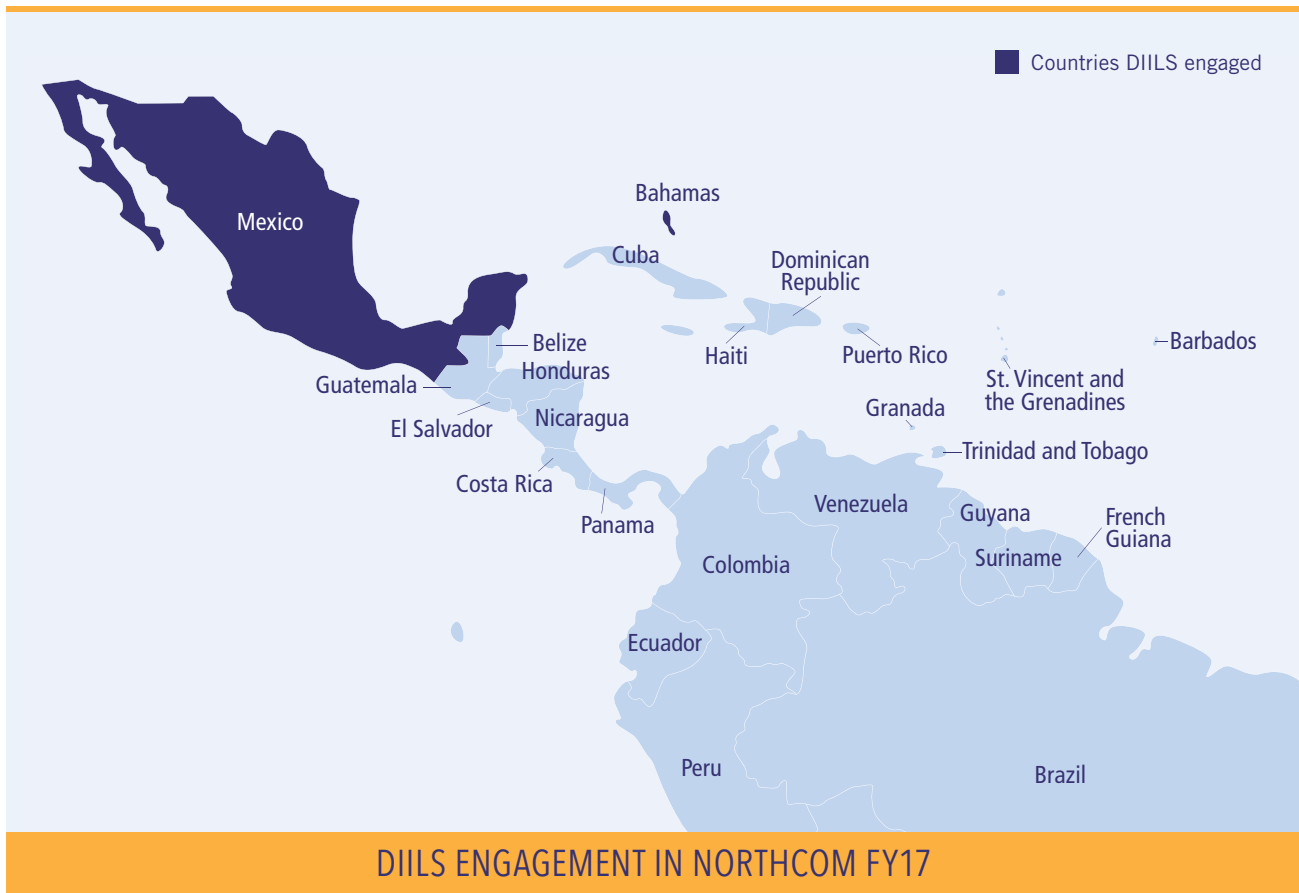 Countries DIILS engaged
Bahamas
Mexico
Cuba
Dominican
Republic
Belize
Haiti
Puerto Rico
Barbados
Honduras
Guatemala
St. Vincent and
the Grenadines
El Salvador
Nicaragua
Granada
Trinidad and Tobago
Costa Rica
Panama
Venezuela
Guyana
French
Guiana
Suriname
Colombia
Ecuador
Peru
Brazil
DIILS ENGAGEMENT IN NORTHCOM FY17